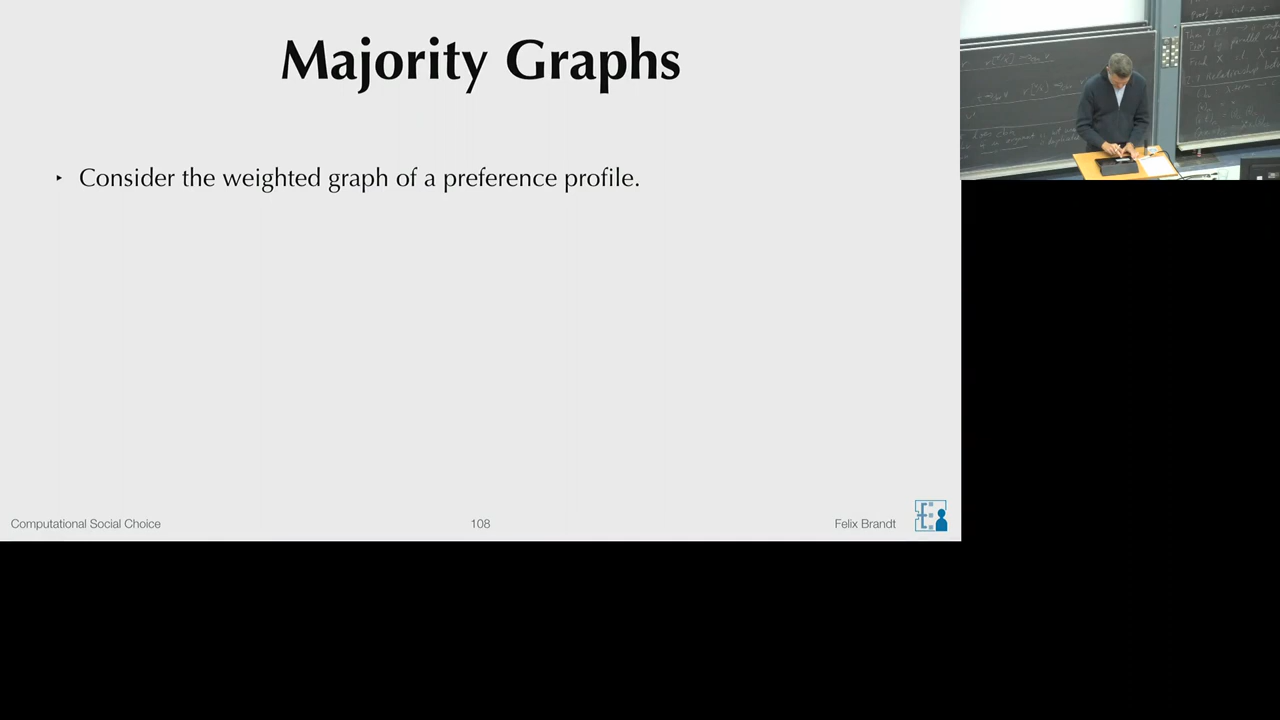 Majority Graphs
‣ Consider the weighted graph of a preference profile.
Computational Social Choice
108
Felix Brandt